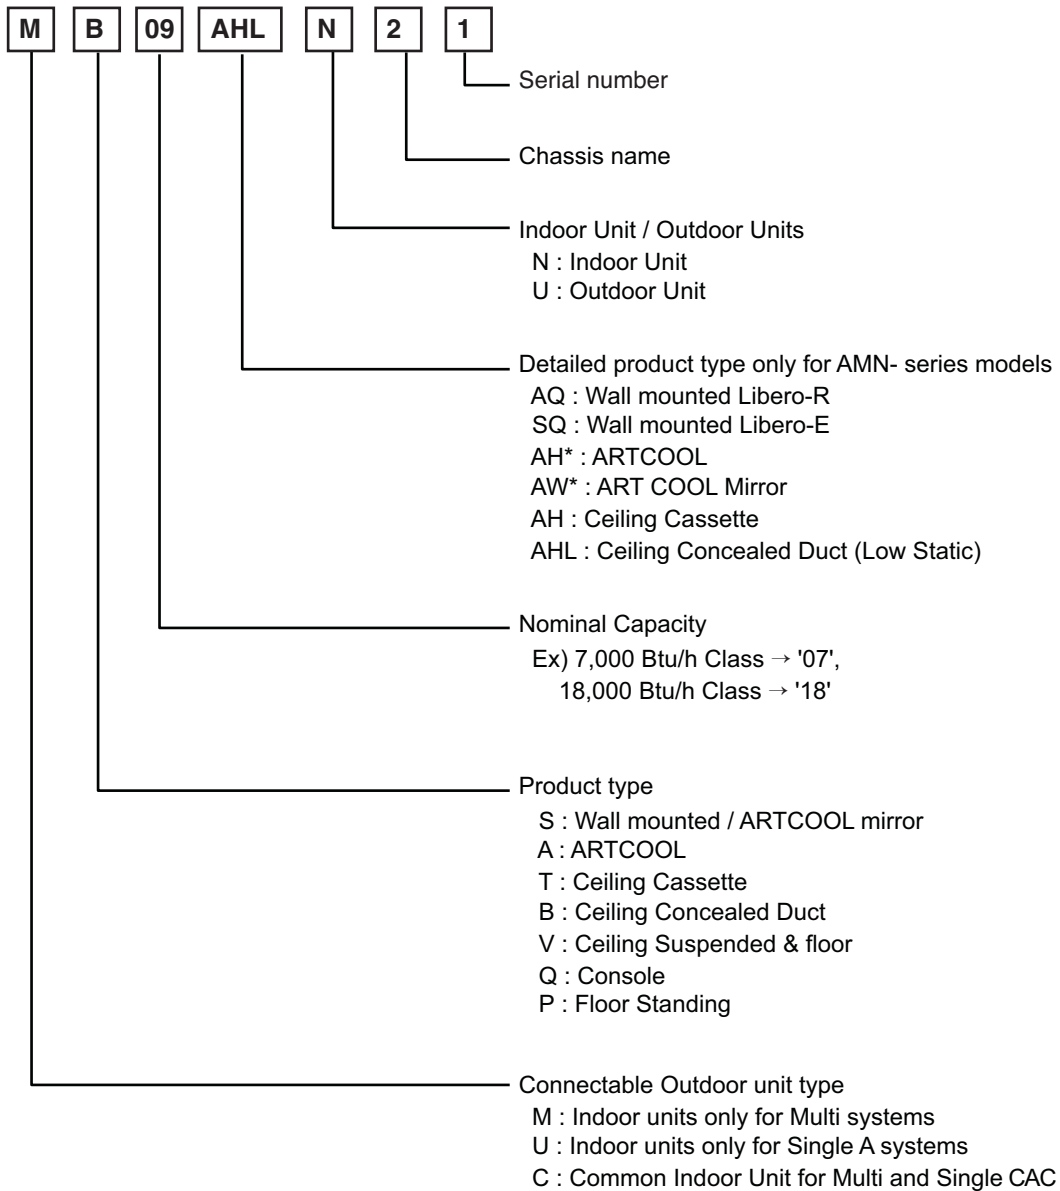 M B 09 AHL N 2 1
Serial number
Chassis name
Indoor Unit / Outdoor Units
N : Indoor Unit
U : Outdoor Unit
Detailed product type only for AMN- series models
AQ : Wall mounted Libero-R
SQ : Wall mounted Libero-E
AH* : ARTCOOL
AW* : ART COOL Mirror
AH : Ceiling Cassette
AHL : Ceiling Concealed Duct (Low Static)
Nominal Capacity
Ex) 7,000 Btu/h Class → '07',
18,000 Btu/h Class → '18'
Product type
S : Wall mounted / ARTCOOL mirror
A : ARTCOOL
T : Ceiling Cassette
B : Ceiling Concealed Duct
V : Ceiling Suspended & floor
Q : Console
P : Floor Standing
Connectable Outdoor unit type
M : Indoor units only for Multi systems
U : Indoor units only for Single A systems
C : Common Indoor Unit for Multi and Single CAC